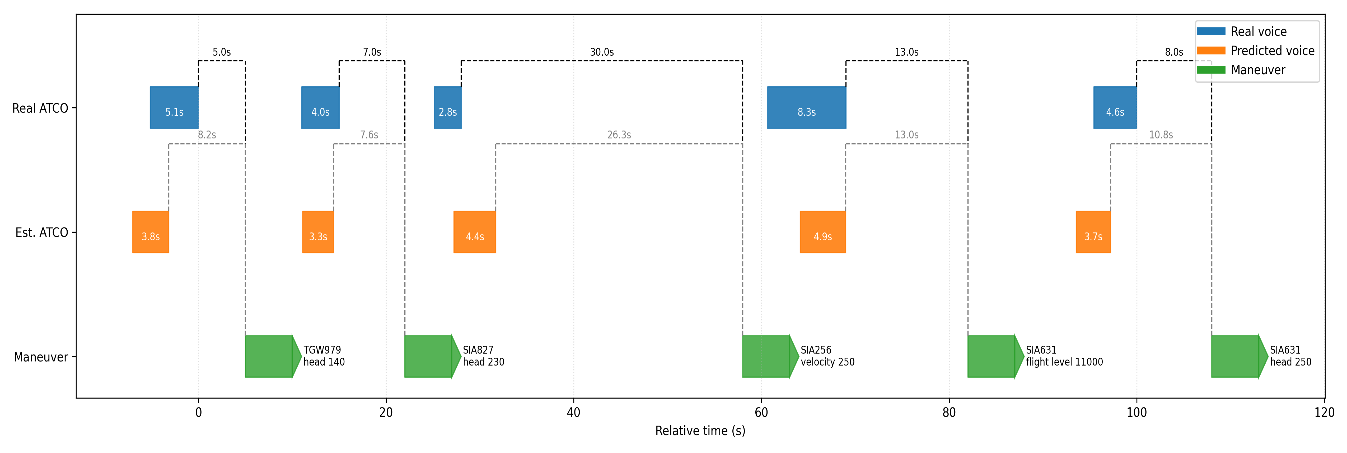 5.0s
7.0s
30.0s
13.0s
8.0s
Real voice
Predicted voice
Maneuver
Real ATCO
5.1s
4.0s
2.8s
8.3s
4.6s
8.2s
7.6s
26.3s
13.0s
10.8s
Est. ATCO
3.8s
3.3s
4.4s
4.9s
3.7s
Maneuver
TGW979
head 140
SIA827
head 230
SIA256
velocity 250
SIA631
flight level 11000
SIA631
head 250
0 20 40 60 80 100 120
Relative time (s)